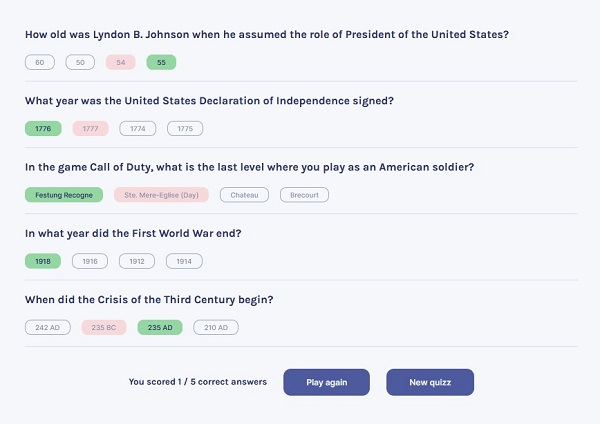 How old was Lyndon B. Johnson when he assumed the role of President of the United States?
60 50 54 55
What year was the United States Declaration of Independence signed?
1776 1777 1774 1775
In the game Call of Duty, what is the last level where you play as an American soldier?
Festung Recogne Ste. Mere-Eglise (Day) Chateau Brecourt
In what year did the First World War end?
1918 1916 1912 1914
When did the Crisis of the Third Century begin?
242 AD 235 BC 235 AD 210 AD
You scored 1 / 5 correct answers Play again New quizz